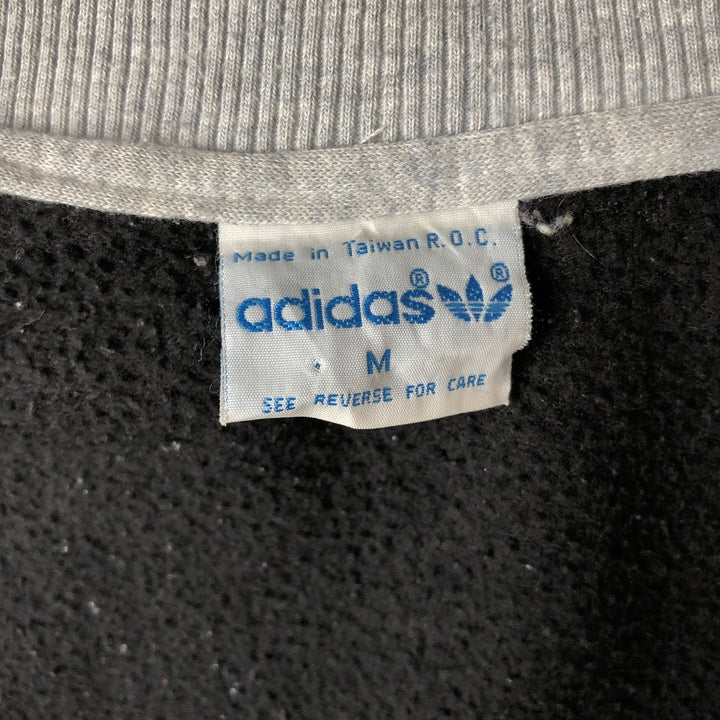 Made in Taiwan R.O.C.
adidas® ®
M
SEE REVERSE FOR CARE